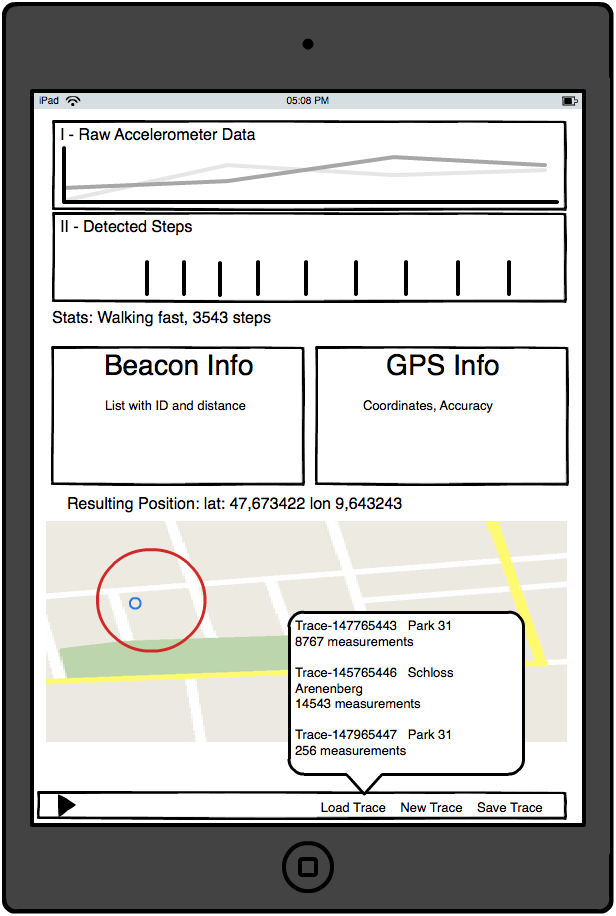 iPad 05:08 PM
I - Raw Accelerometer Data
II - Detected Steps
Stats: Walking fast, 3543 steps
Beacon Info
List with ID and distance
GPS Info
Coordinates, Accuracy
Resulting Position: lat: 47,673422 lon 9,643243
Trace-147765443 Park 31
8767 measurements
Trace-145765446 Schloss
Arenenberg
14543 measurements
Trace-147965447 Park 31
256 measurements
Load Trace New Trace Save Trace